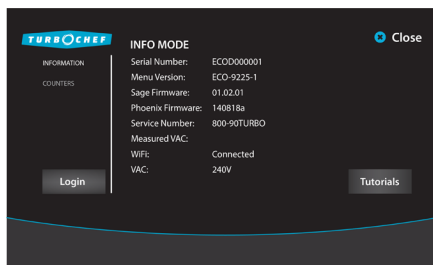 TURBOCHEF
INFO MODE
Close
INFORMATION
COUNTERS
Serial Number: ECOD000001
Menu Version: ECO-9225-1
Sage Firmware: 01.02.01
Phoenix Firmware: 140818a
Service Number: 800-90TURBO
Measured VAC:
WiFi: Connected
VAC: 240V
Login
Tutorials